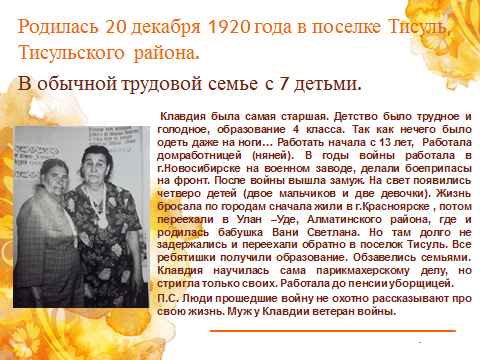 Родилась 20 декабря 1920 года в поселке Тисуль,
Тисульского района.
В обычной трудовой семье с 7 детьми.
Клавдия была самая старшая. Детство было трудное и
голодное, образование 4 класса. Так как нечего было
одеть даже на ноги… Работать начала с 13 лет, Работала
домработницей (няней). В годы войны работала в
г.Новосибирске на военном заводе, делали боеприпасы
на фронт. После войны вышла замуж. На свет появились
четверо детей (двое мальчиков и две девочки). Жизнь
бросала по городам сначала жили в г.Красноярске , потом
переехали в Улан –Уде, Алматинского района, где и
родилась бабушка Вани Светлана. Но там долго не
задержались и переехали обратно в поселок Тисуль. Все
ребятишки получили образование. Обзавелись семьями.
Клавдия научилась сама парикмахерскому делу, но
стригла только своих. Работала до пенсии уборщицей.
П.С. Люди прошедшие войну не охотно рассказывают про
свою жизнь. Муж у Клавдии ветеран войны.